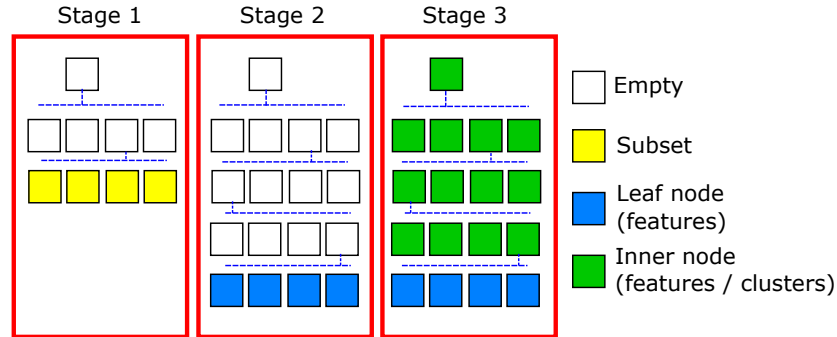 Stage 1
Stage 2
Stage 3
Empty
Subset
Leaf node
(features)
Inner node
(features / clusters)